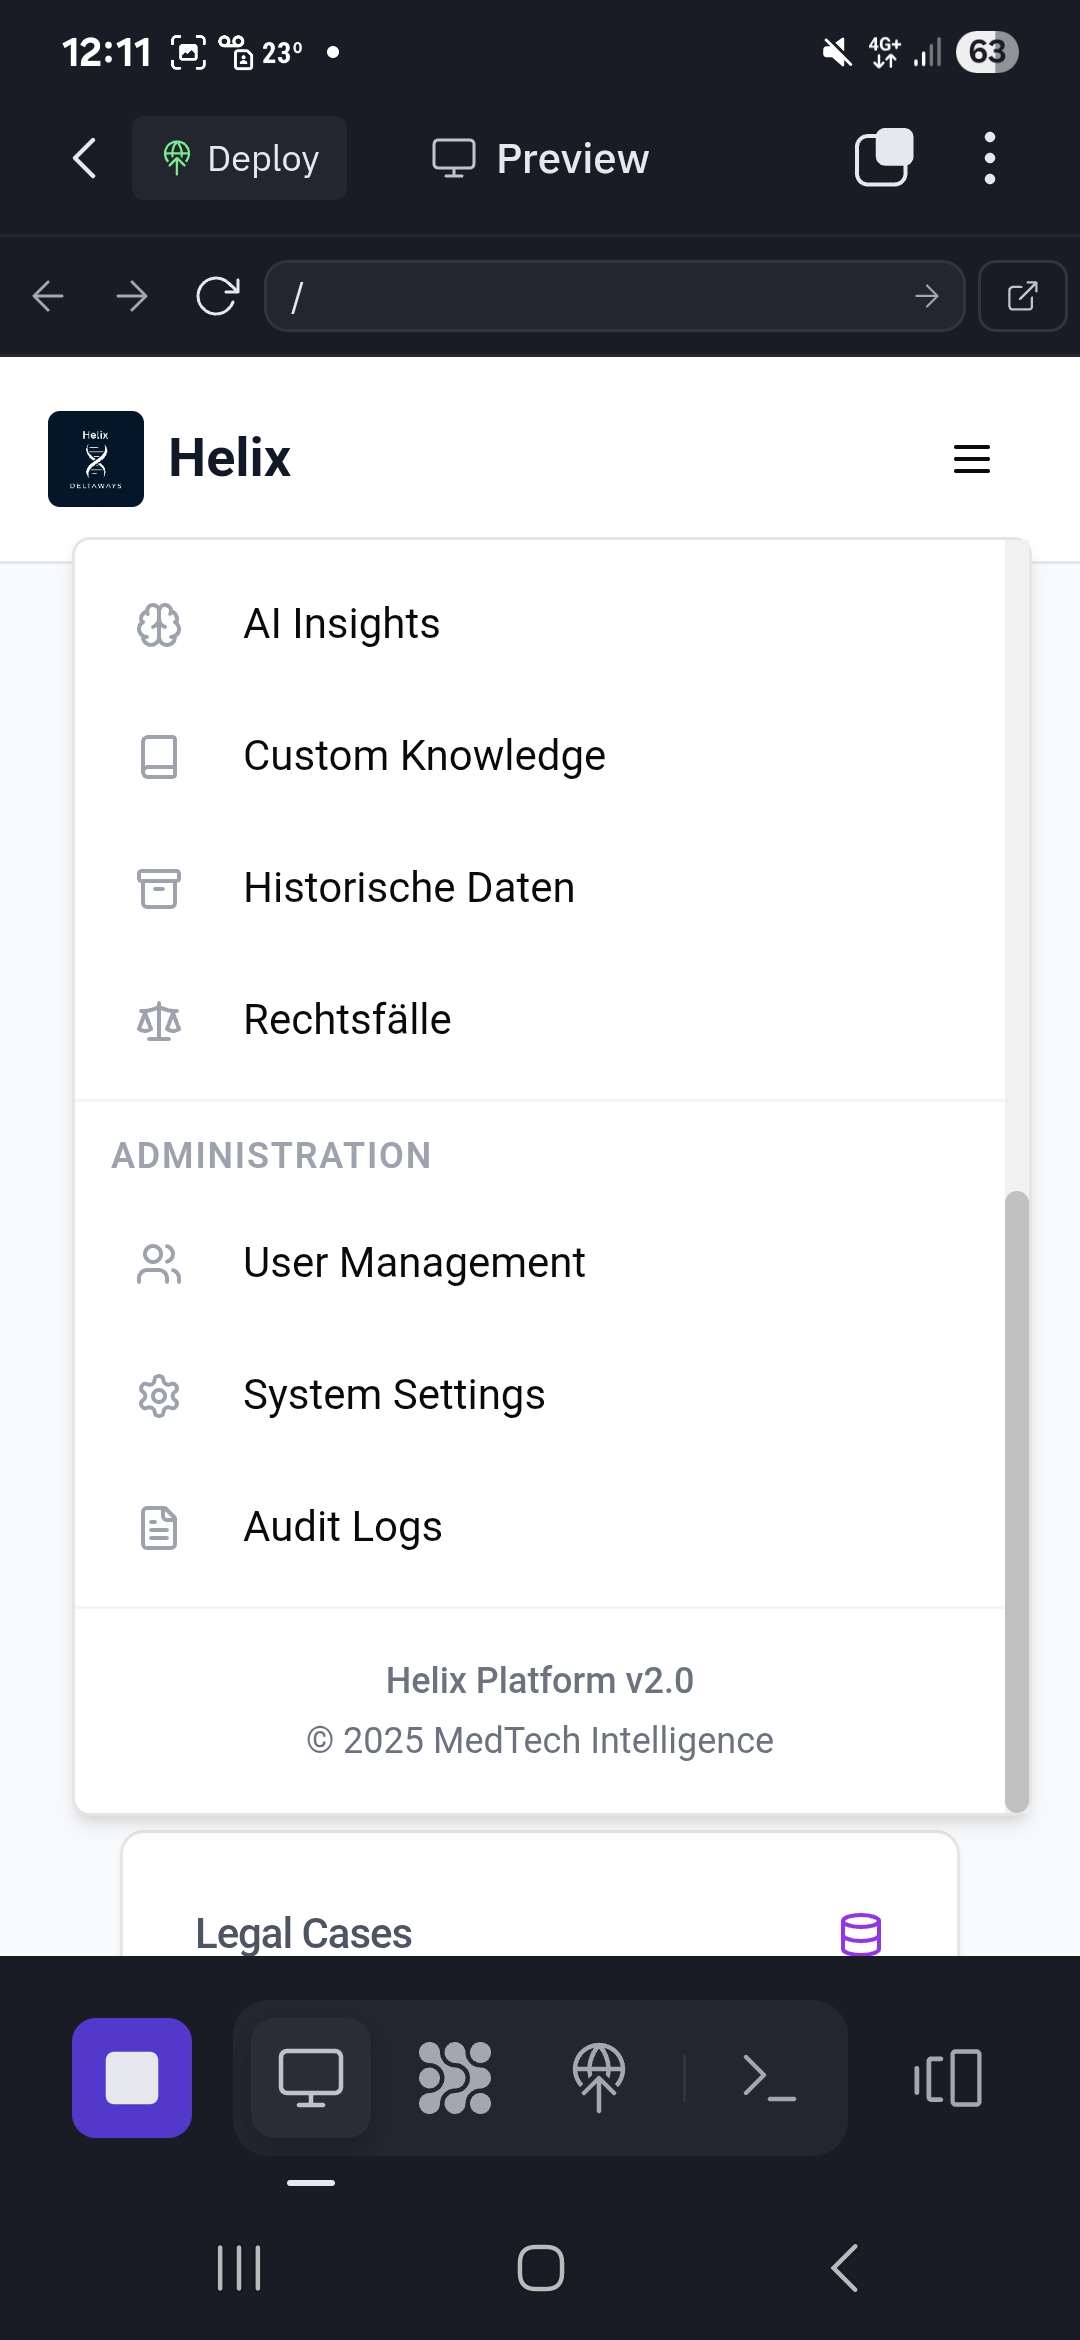 12:11 23° 4G+ 63
Deploy Preview
/
Helix
DELTAWAYS
Helix
AI Insights
Custom Knowledge
Historische Daten
Rechtsfälle
ADMINISTRATION
User Management
System Settings
Audit Logs
Helix Platform v2.0
© 2025 MedTech Intelligence
Legal Cases